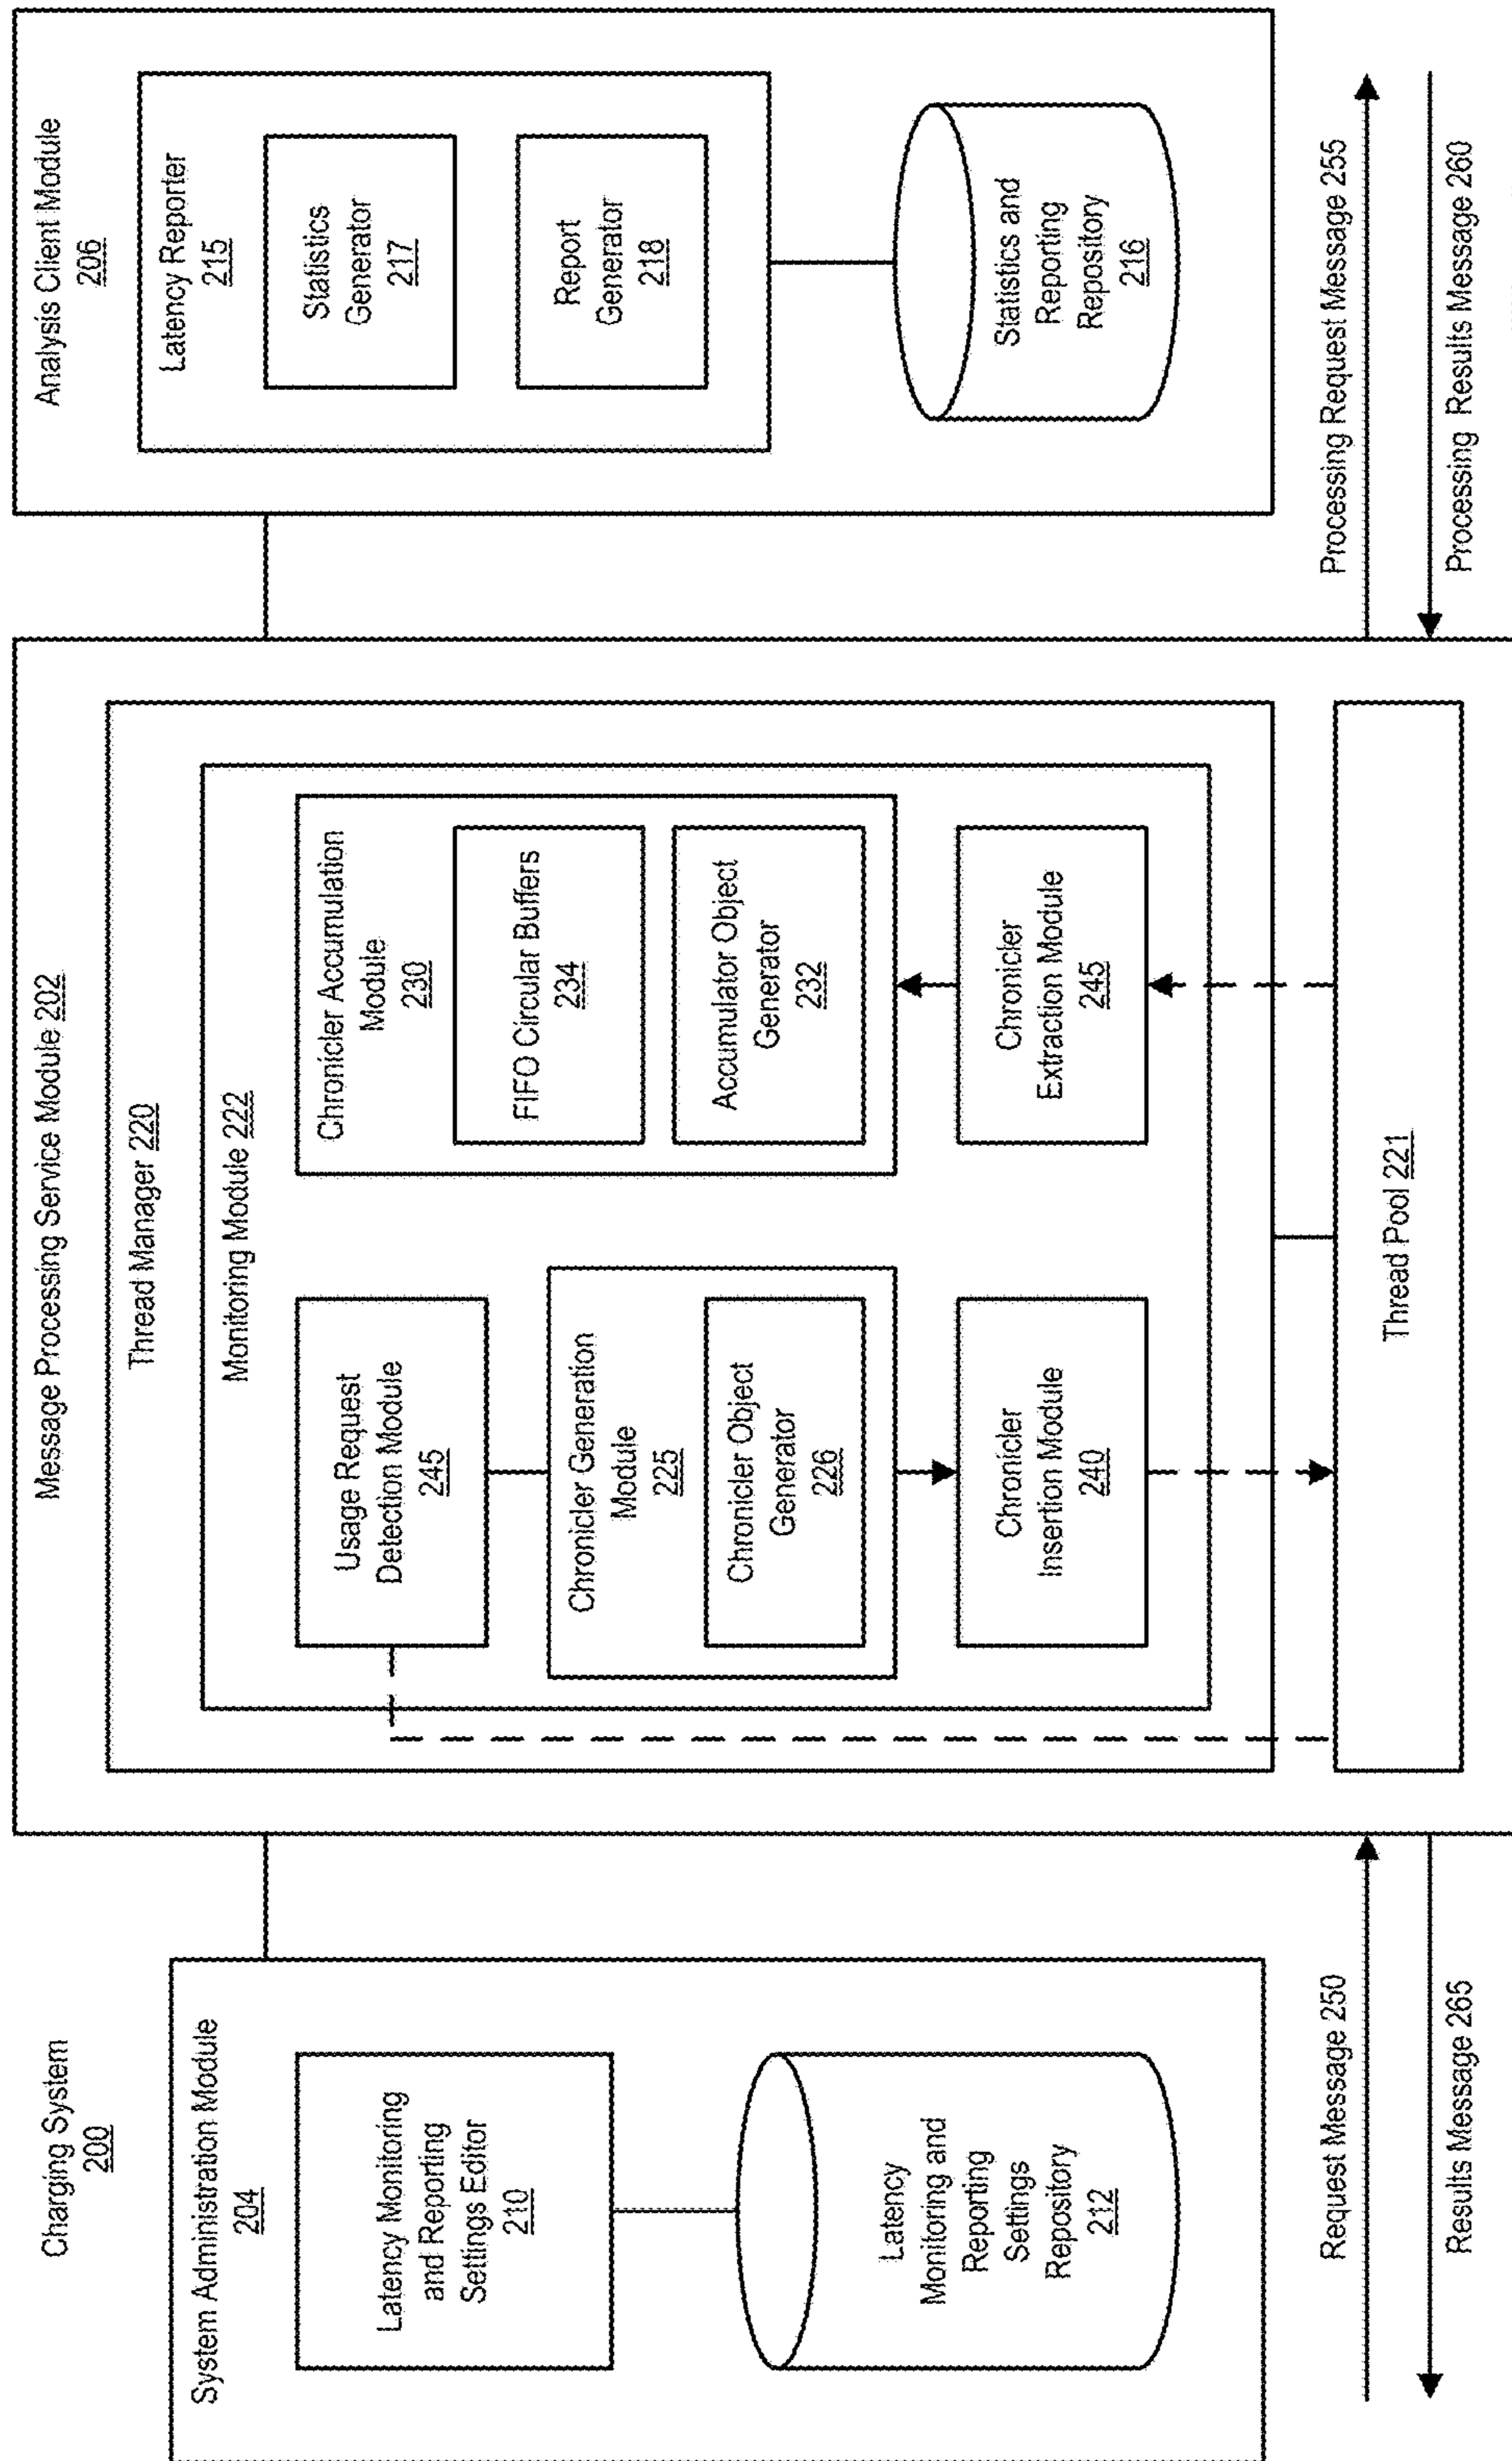 Charging System
200
System Administration Module
204
Latency Monitoring
and Reporting
Settings Editor
210
Latency
Monitoring and
Reporting
Settings
Repository
212
Request Message 250
Results Message 265
Message Processing Service Module 202
Thread Manager 220
Monitoring Module 222
Usage Request
Detection Module
245
Chronicler Generation
Module
225
Chronicler Object
Generator
226
Chronicler
Insertion Module
240
Chronicler Accumulation
Module
230
FIFO Circular Buffers
234
Accumulator Object
Generator
232
Chronicler
Extraction Module
245
Thread Pool 221
Analysis Client Module
206
Latency Reporter
215
Statistics
Generator
217
Report
Generator
218
Statistics and
Reporting
Repository
216
Processing Request Message 255
Processing Results Message 260